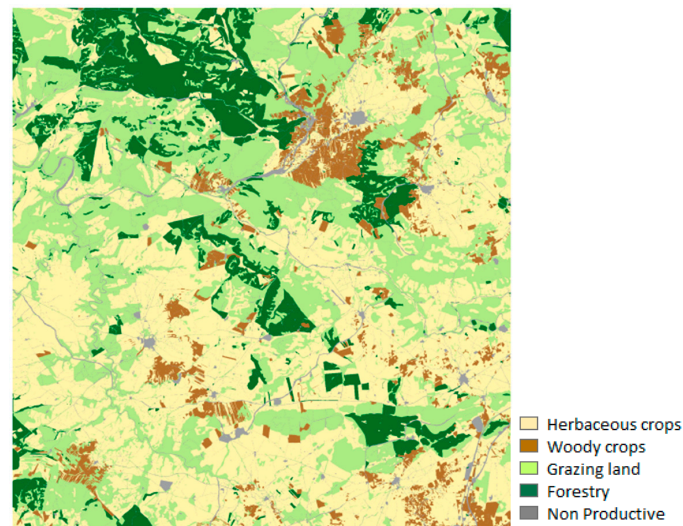 Herbaceous crops
Woody crops
Grazing land
Forestry
Non Productive